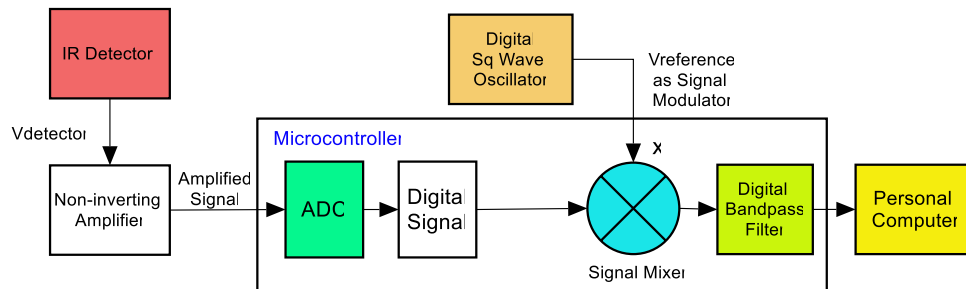 IR Detector
Digital
Sq Wave
Oscillator
Vreference
as Signal
Modulator
Vdetector
Microcontroller
x
Non-inverting
Amplifier
Amplified
Signal
ADC
Digital
Signal
Digital
Bandpass
Filter
Personal
Computer
Signal Mixer